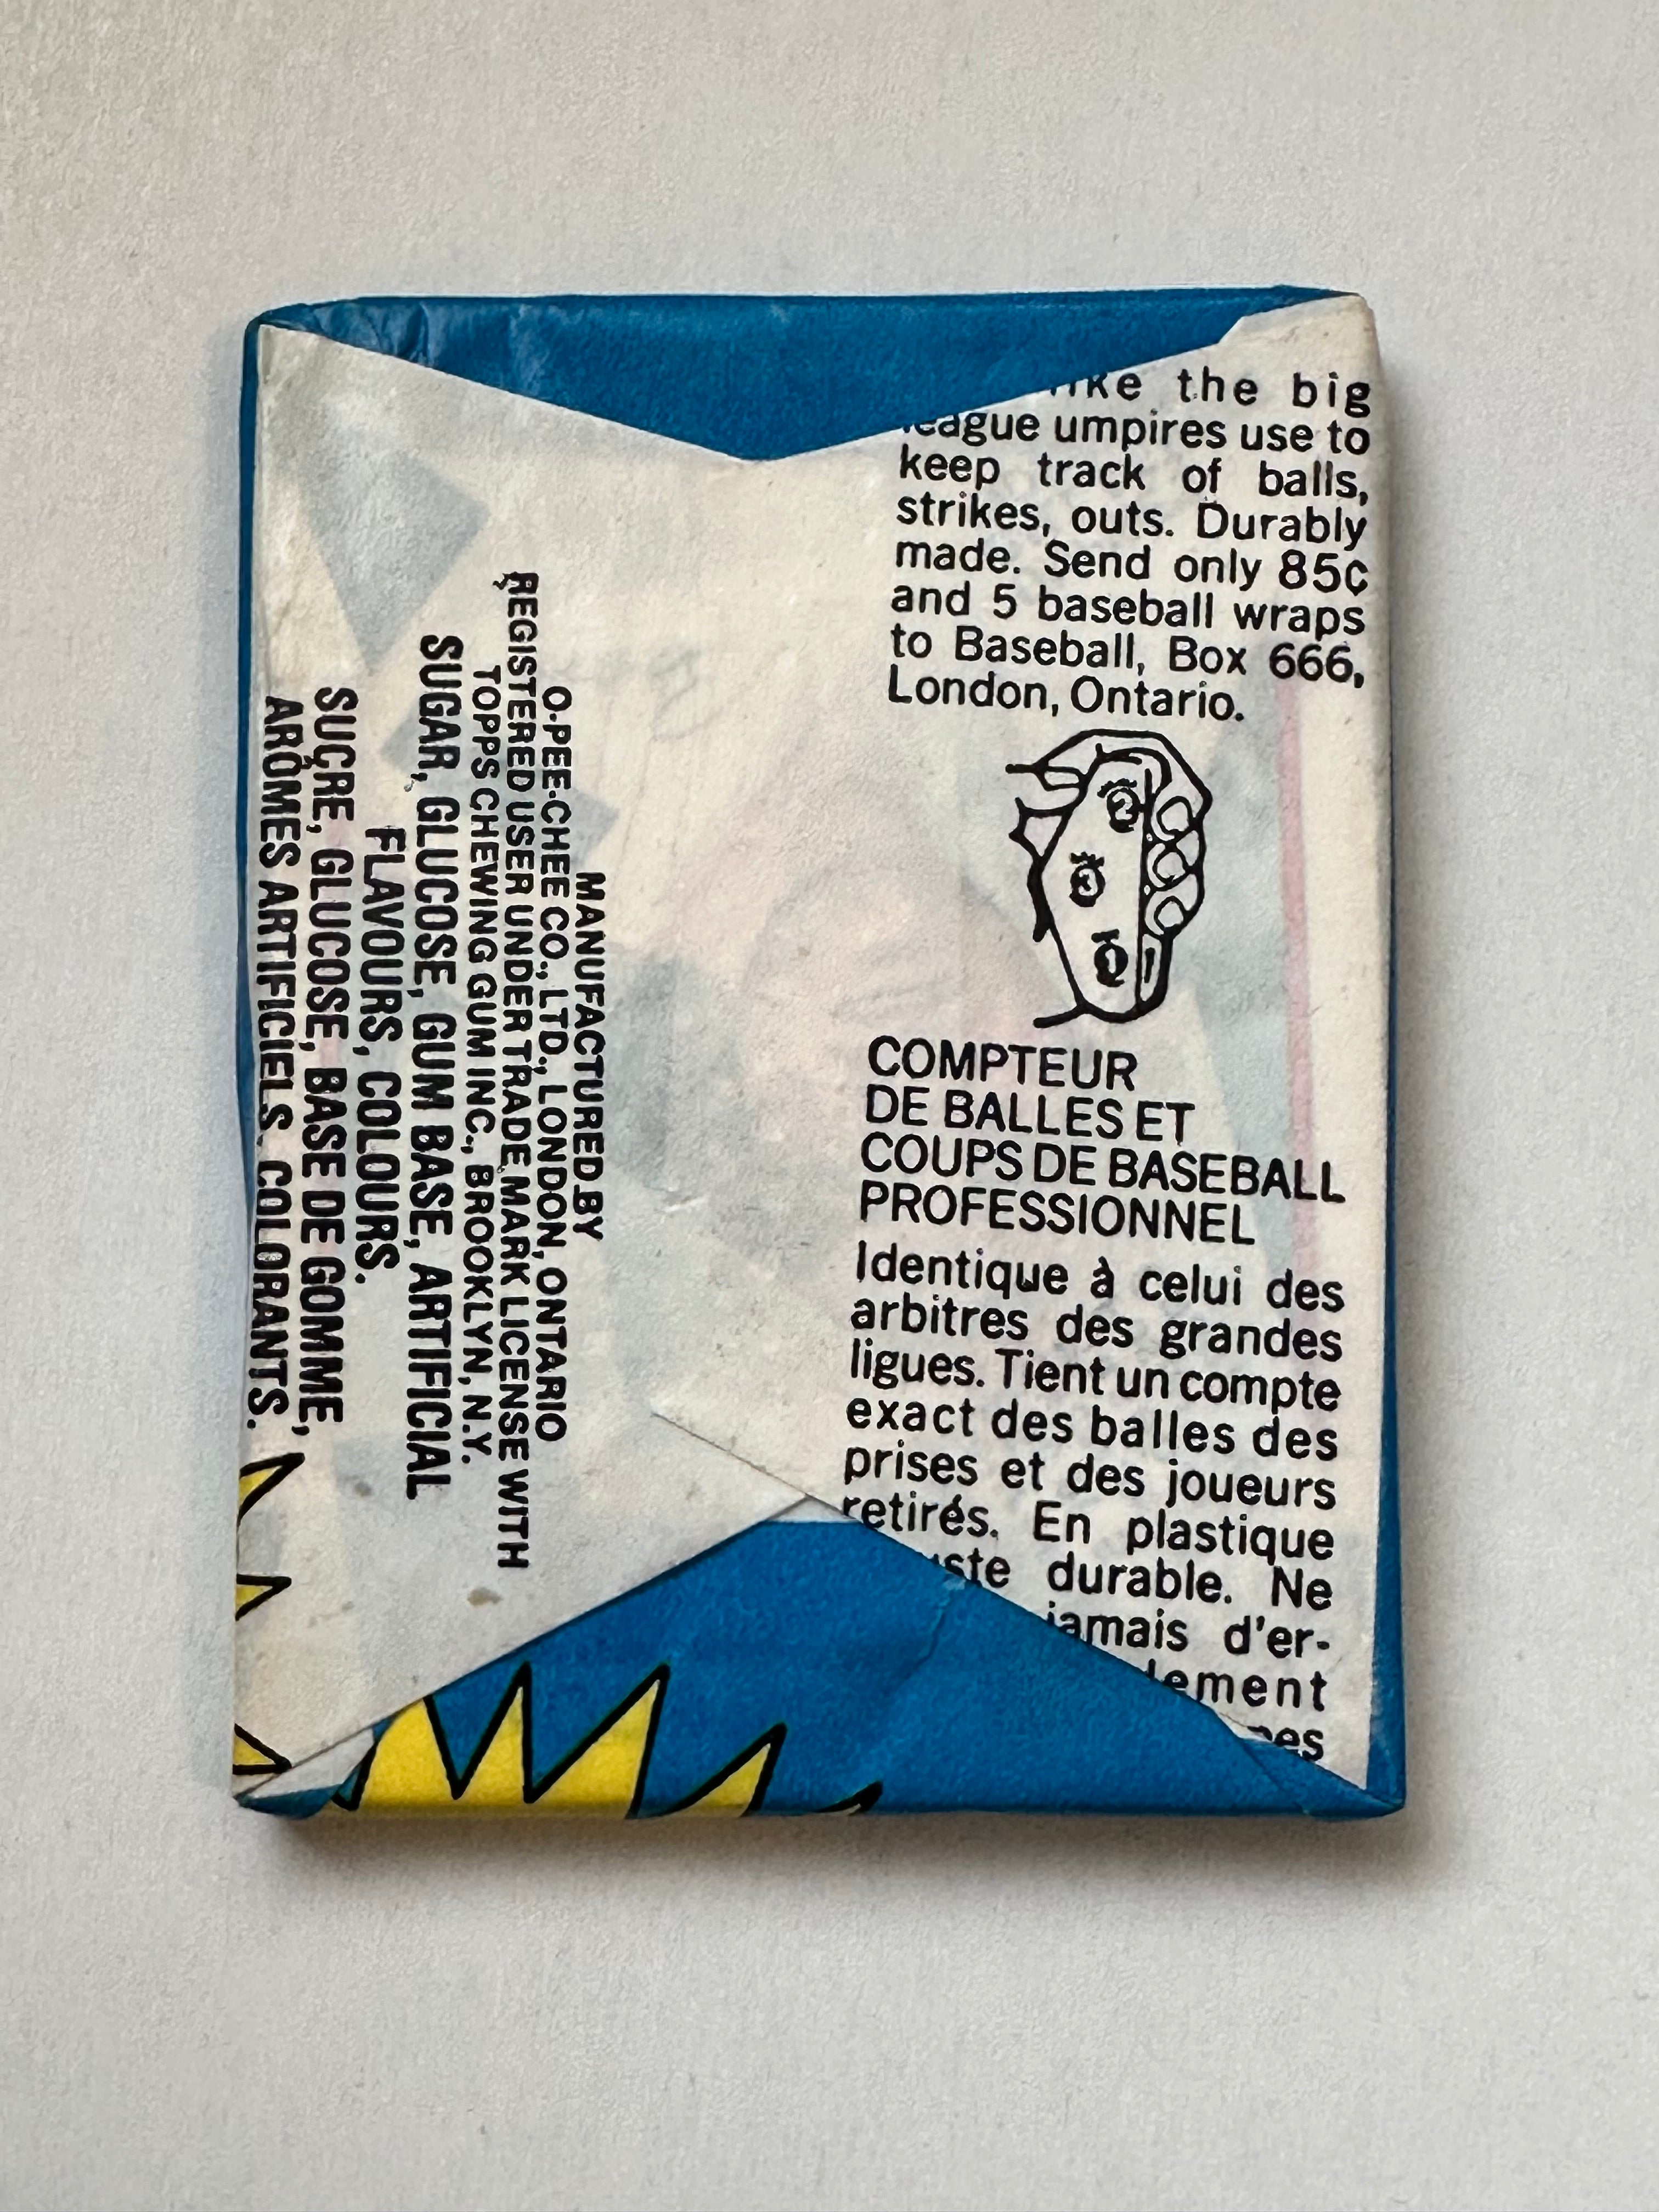 the big
league umpires use to
keep track of balls,
strikes, outs. Durably
made. Send only 85¢
and 5 baseball wraps
to Baseball, Box 666,
London, Ontario.
2
3
1
COMPTEUR
DE BALLES ET
COUPS DE BASEBALL
PROFESSIONNEL
Identique à celui des
arbitres des grandes
ligues. Tient un compte
exact des balles des
prises et des joueurs
retirés. En plastique
durable. Ne
jamais d'er-
MANUFACTURED BY
O-PEE-CHEE CO., LTD., LONDON, ONTARIO
REGISTERED USER UNDER TRADE MARK LICENSE WITH
TOPPS CHEWING GUM INC., BROOKLYN, N.Y.
SUGAR, GLUCOSE, GUM BASE, ARTIFICIAL
FLAVOURS, COLOURS.
SUCRE, GLUCOSE, BASE DE GOMME,
ARÔMES ARTIFICIELS, COLORANTS.